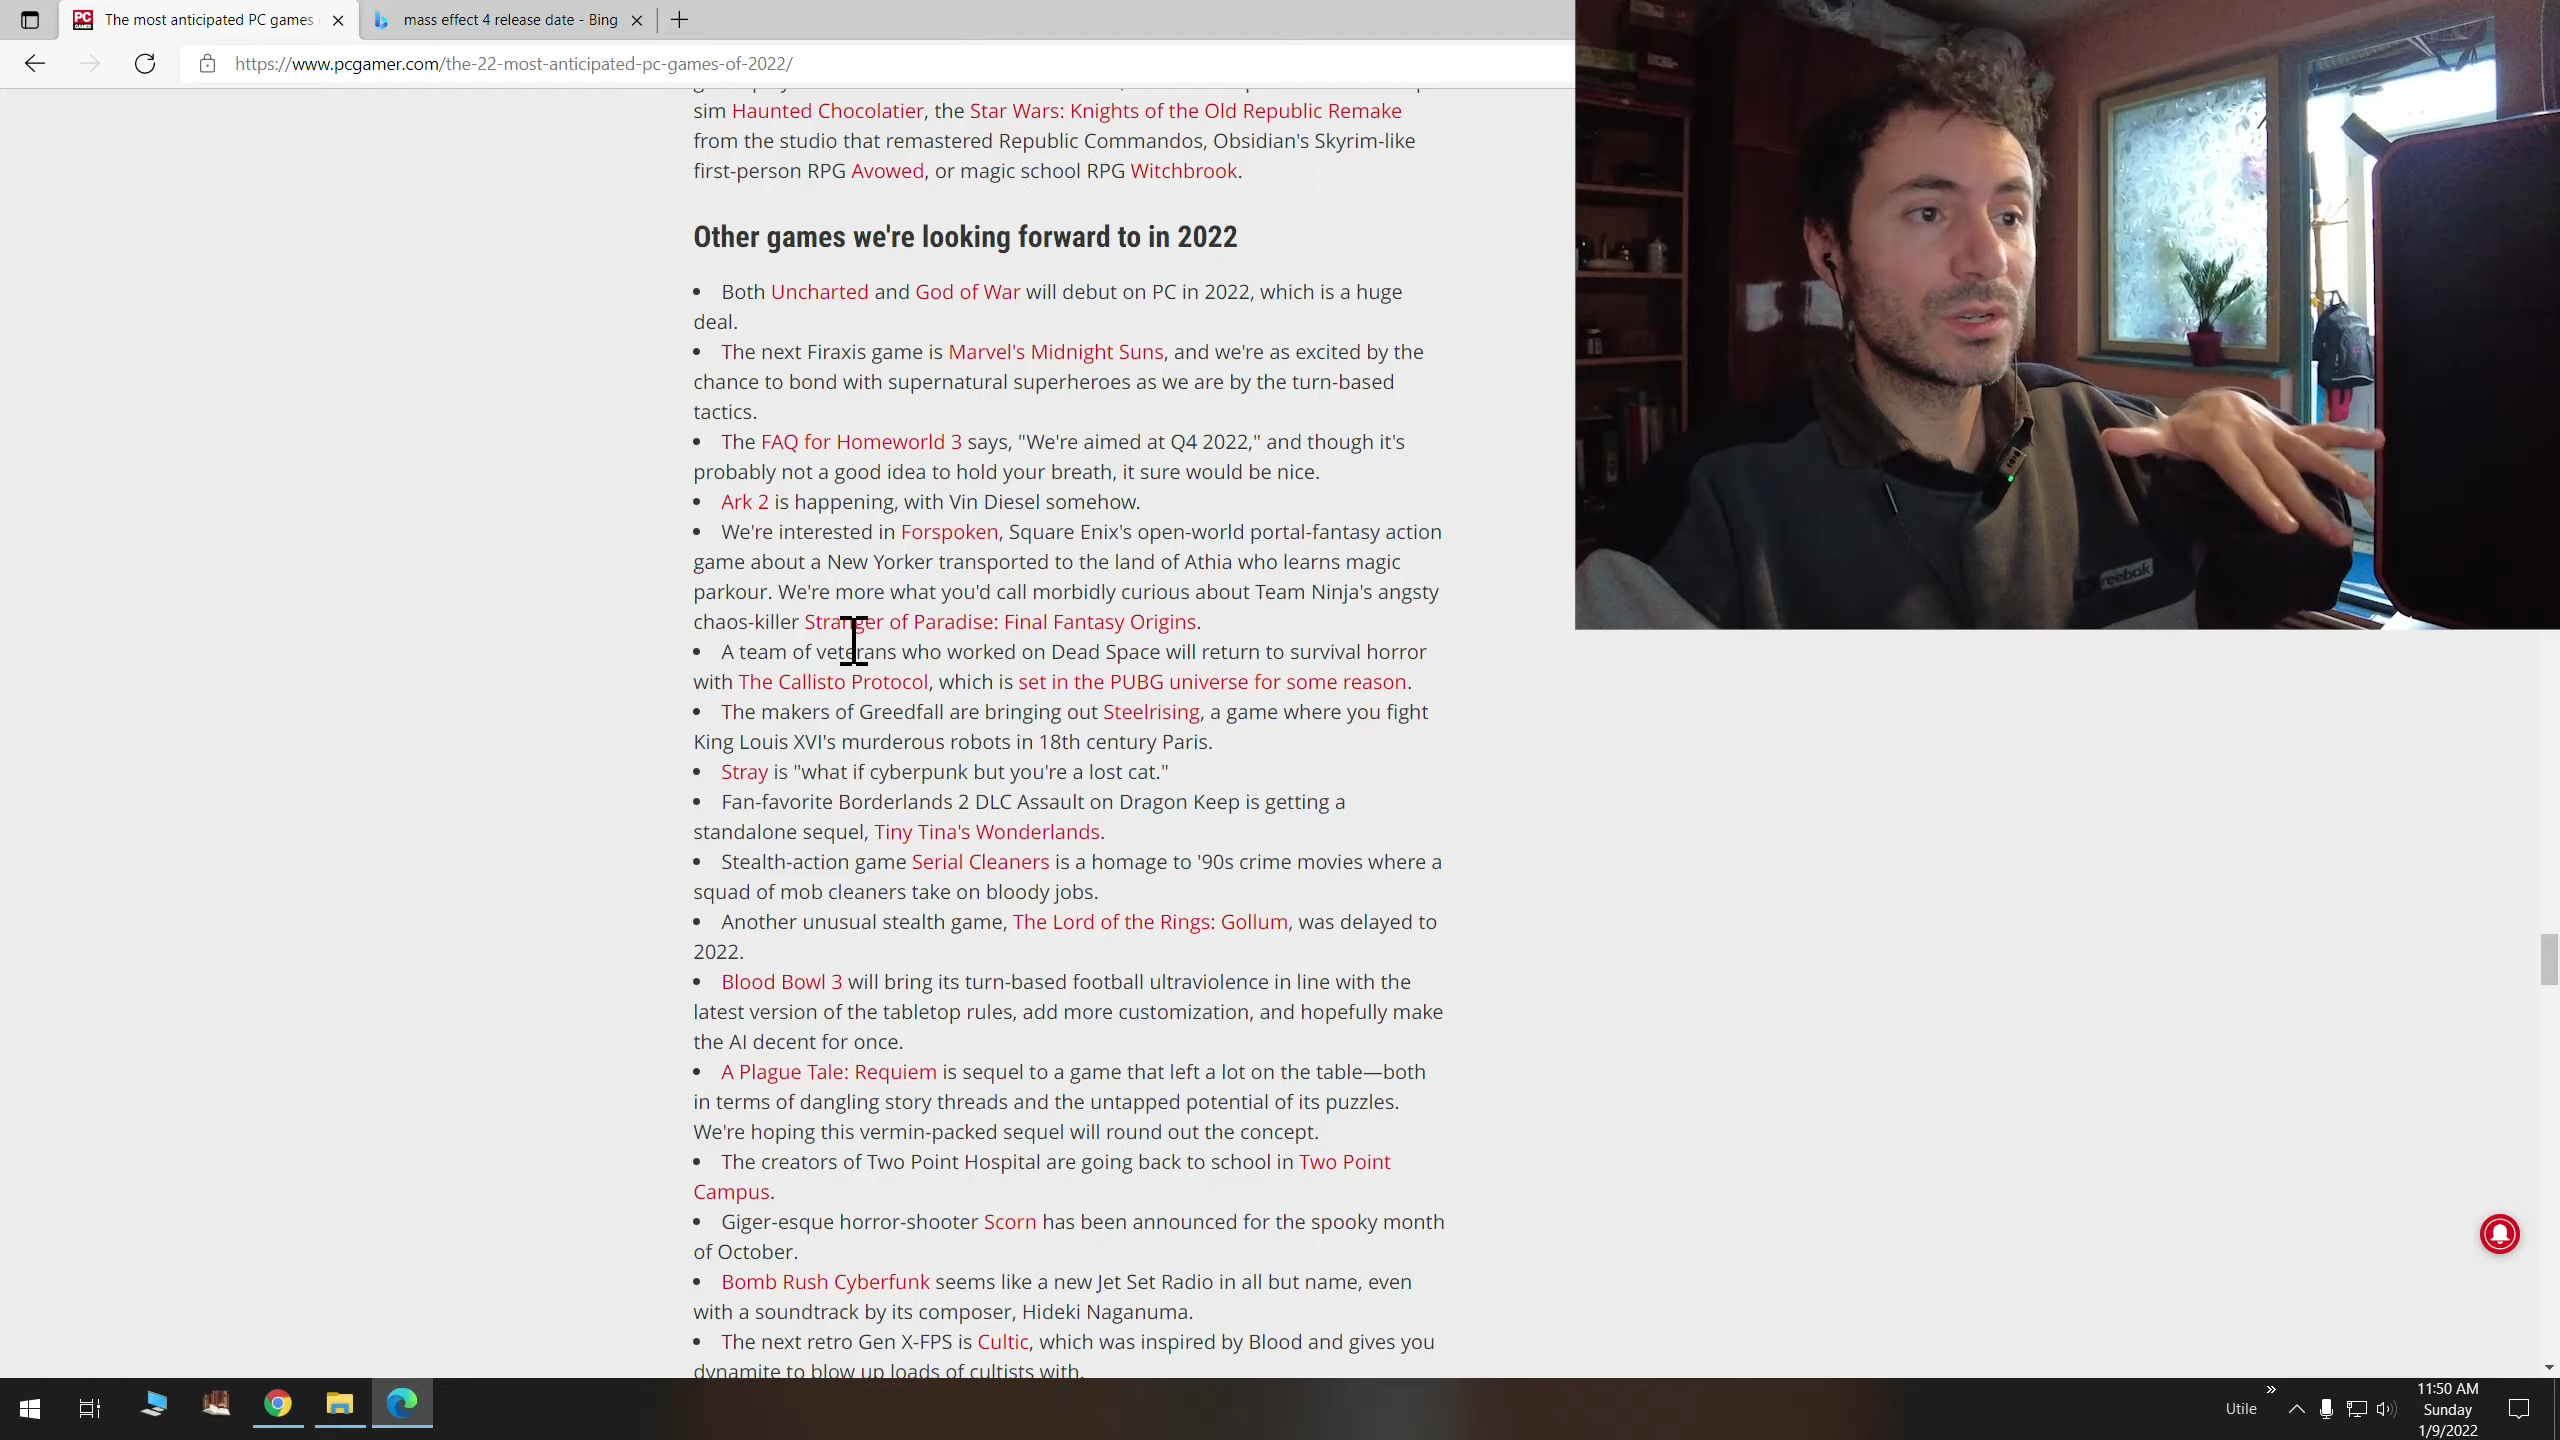 The most anticipated PC games
mass effect 4 release date - Bing
https://www.pcgamer.com/the-22-most-anticipated-pc-games-of-2022/
sim Haunted Chocolatier, the Star Wars: Knights of the Old Republic Remake
from the studio that remastered Republic Commandos, Obsidian's Skyrim-like
first-person RPG Avowed, or magic school RPG Witchbrook.
Other games we're looking forward to in 2022
• Both Uncharted and God of War will debut on PC in 2022, which is a huge
deal.
• The next Firaxis game is Marvel's Midnight Suns, and we're as excited by the
chance to bond with supernatural superheroes as we are by the turn-based
tactics.
• The FAQ for Homeworld 3 says, "We're aimed at Q4 2022," and though it's
probably not a good idea to hold your breath, it sure would be nice.
• Ark 2 is happening, with Vin Diesel somehow.
• We're interested in Forspoken, Square Enix's open-world portal-fantasy action
game about a New Yorker transported to the land of Athia who learns magic
parkour. We're more what you'd call morbidly curious about Team Ninja's angsty
chaos-killer Stranger of Paradise: Final Fantasy Origins.
• A team of veterans who worked on Dead Space will return to survival horror
with The Callisto Protocol, which is set in the PUBG universe for some reason.
• The makers of Greedfall are bringing out Steelrising, a game where you fight
King Louis XVI's murderous robots in 18th century Paris.
• Stray is "what if cyberpunk but you're a lost cat."
• Fan-favorite Borderlands 2 DLC Assault on Dragon Keep is getting a
standalone sequel, Tiny Tina's Wonderlands.
• Stealth-action game Serial Cleaners is a homage to '90s crime movies where a
squad of mob cleaners take on bloody jobs.
• Another unusual stealth game, The Lord of the Rings: Gollum, was delayed to
2022.
• Blood Bowl 3 will bring its turn-based football ultraviolence in line with the
latest version of the tabletop rules, add more customization, and hopefully make
the AI decent for once.
• A Plague Tale: Requiem is sequel to a game that left a lot on the table—both
in terms of dangling story threads and the untapped potential of its puzzles.
We're hoping this vermin-packed sequel will round out the concept.
• The creators of Two Point Hospital are going back to school in Two Point
Campus.
• Giger-esque horror-shooter Scorn has been announced for the spooky month
of October.
• Bomb Rush Cyberfunk seems like a new Jet Set Radio in all but name, even
with a soundtrack by its composer, Hideki Naganuma.
• The next retro Gen X-FPS is Cultic, which was inspired by Blood and gives you
dynamite to blow up loads of cultists with.
Reebok
Utile
11:50 AM
Sunday
1/9/2022